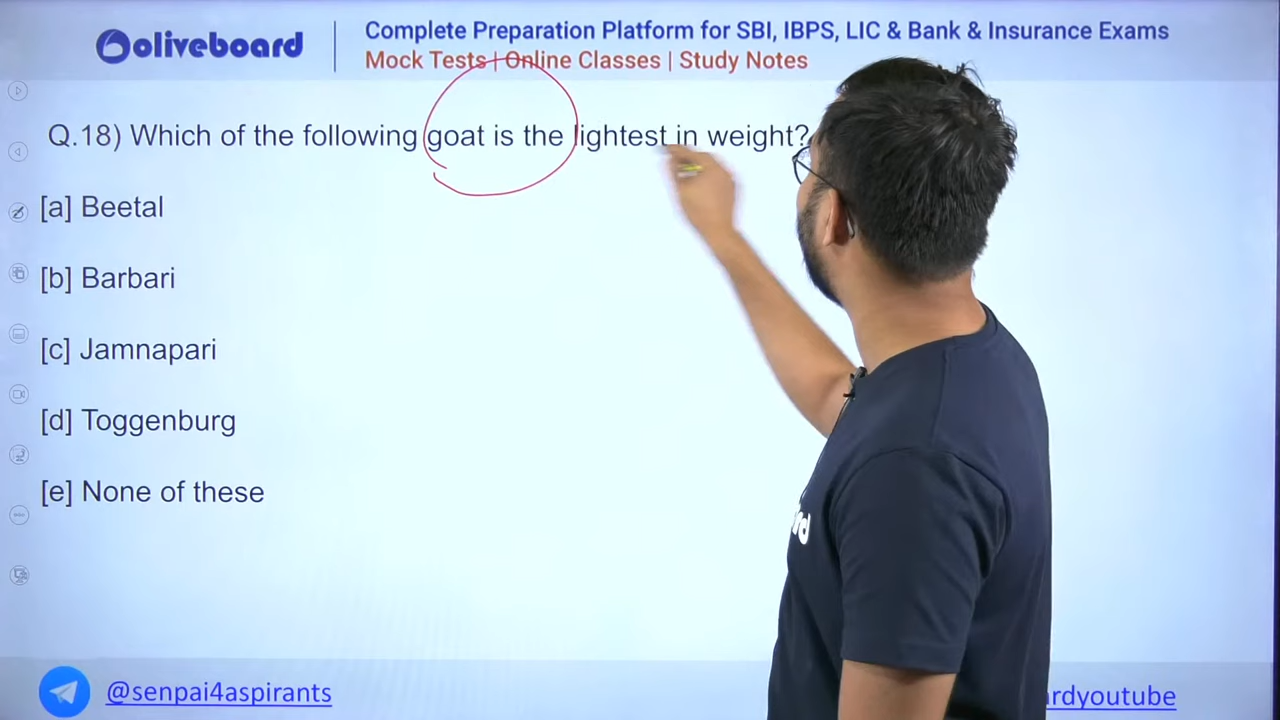 oliveboard
Complete Preparation Platform for SBI, IBPS, LIC & Bank & Insurance Exams
Mock Tests | Online Classes | Study Notes
Q.18) Which of the following goat is the lightest in weight?
[a] Beetal
[b] Barbari
[c] Jamnapari
[d] Toggenburg
[e] None of these
@senpai4aspirants